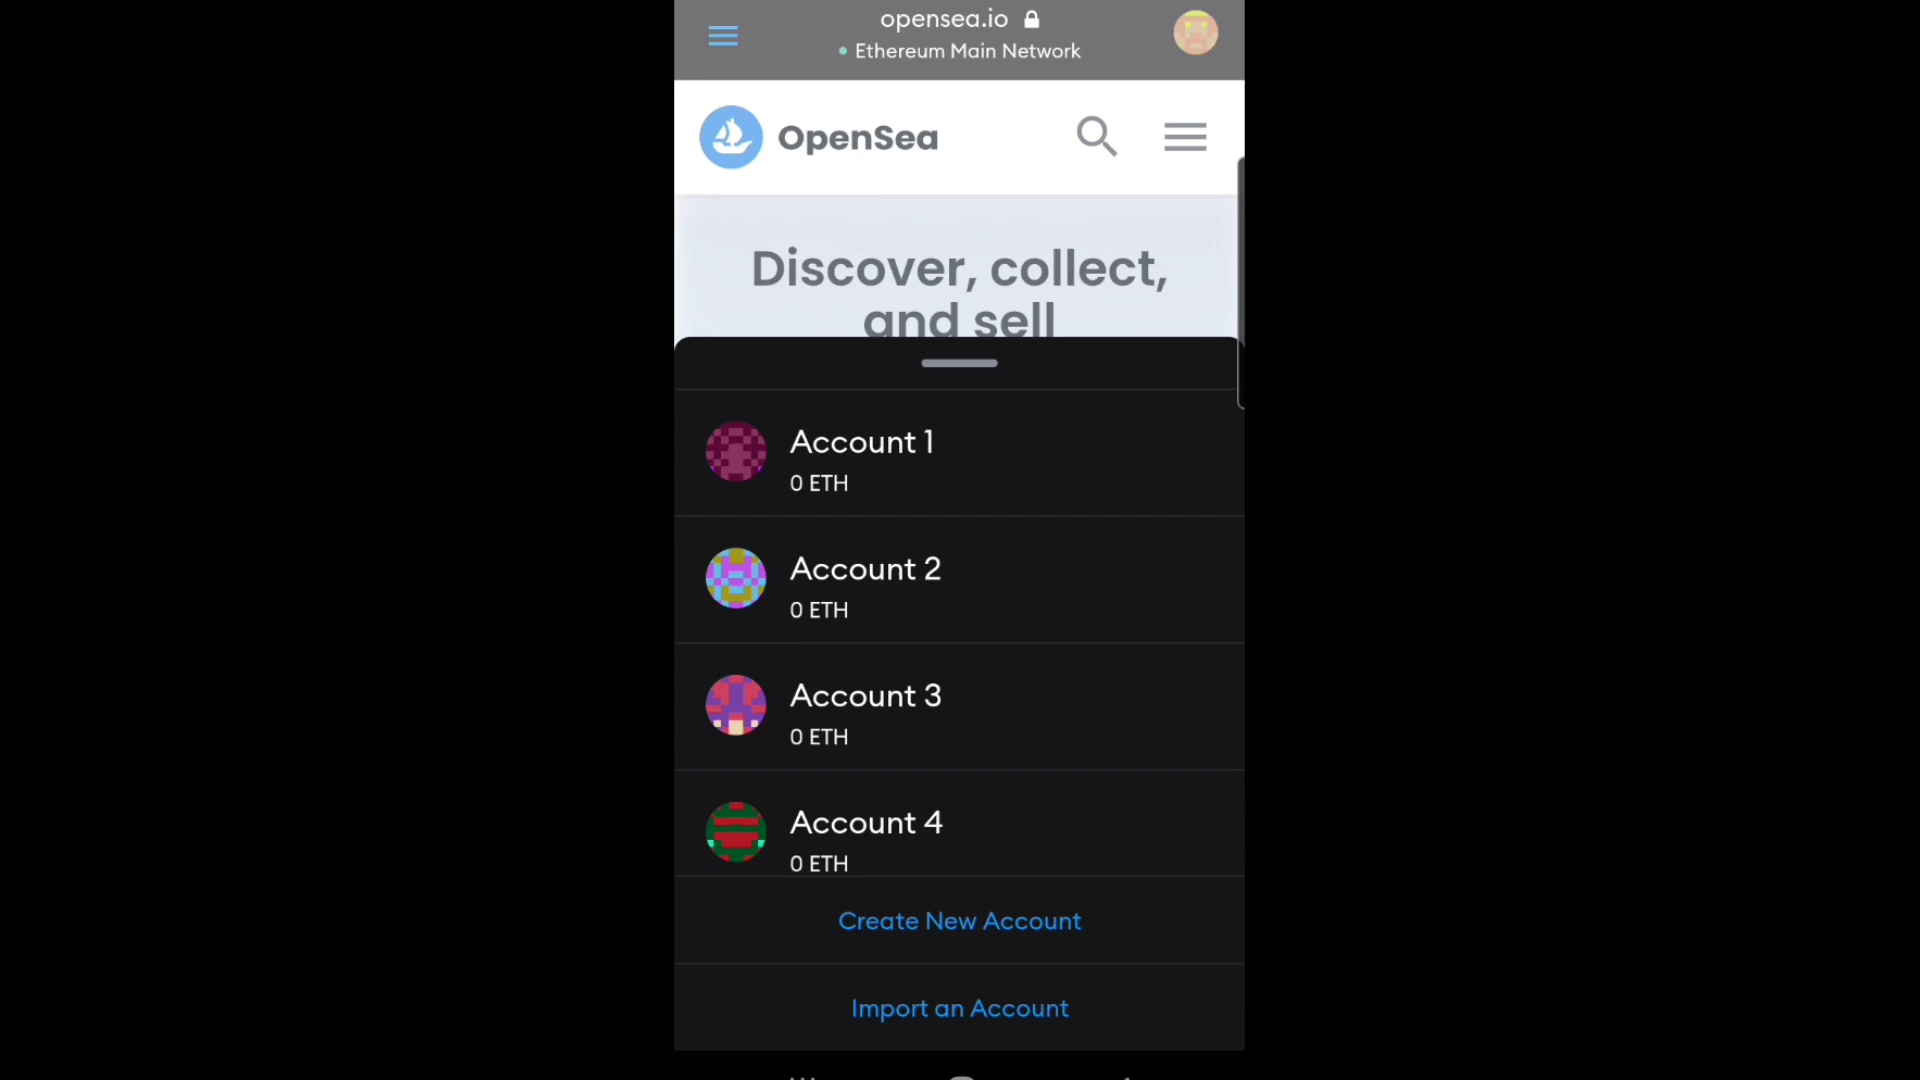 opensea.io
Ethereum Main Network
OpenSea
Discover, collect,
and sell
Account 1
0 ETH
Account 2
0 ETH
Account 3
0 ETH
Account 4
0 ETH
Create New Account
Import an Account